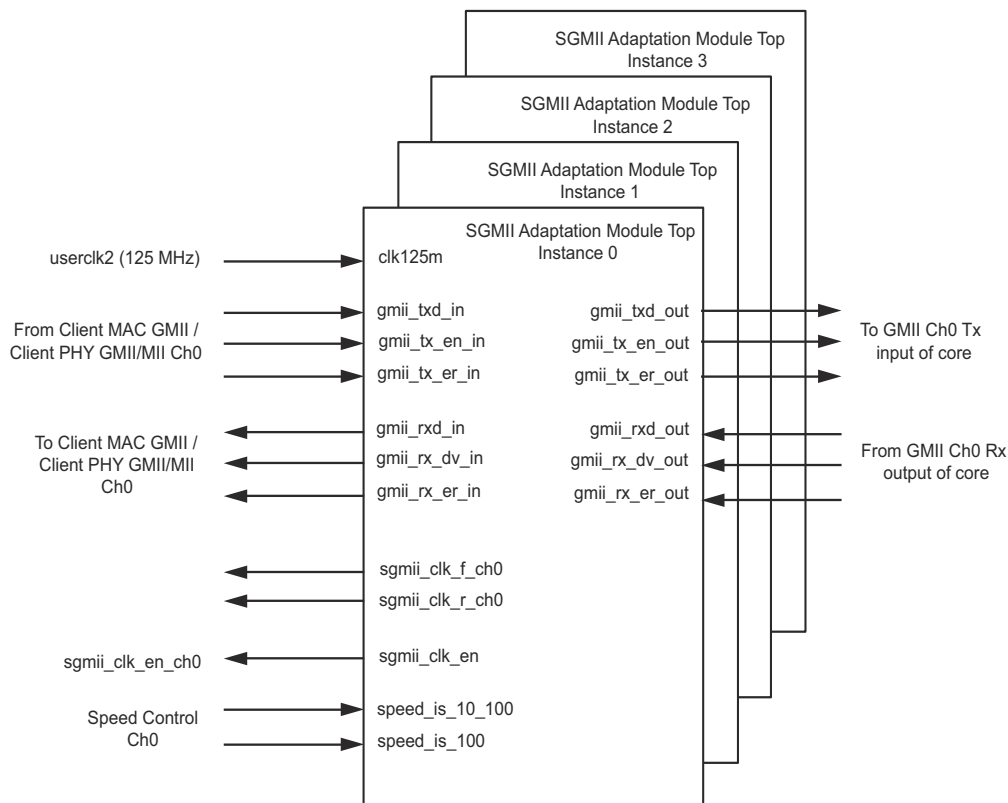 SGMII Adaptation Module Top
Instance 3
SGMII Adaptation Module Top
Instance 2
SGMII Adaptation Module Top
Instance 1
SGMII Adaptation Module Top
Instance 0
userclk2 (125 MHz)
clk125m
From Client MAC GMII /
Client PHY GMII/MII Ch0
gmii_txd_in
gmii_tx_en_in
gmii_tx_er_in
gmii_txd_out
gmii_tx_en_out
gmii_tx_er_out
To GMII Ch0 Tx
input of core
To Client MAC GMII /
Client PHY GMII/MII
Ch0
gmii_rxd_in
gmii_rx_dv_in
gmii_rx_er_in
gmii_rxd_out
gmii_rx_dv_out
gmii_rx_er_out
From GMII Ch0 Rx
output of core
sgmii_clk_f_ch0
sgmii_clk_r_ch0
sgmii_clk_en_ch0
sgmii_clk_en
Speed Control
Ch0
speed_is_10_100
speed_is_100